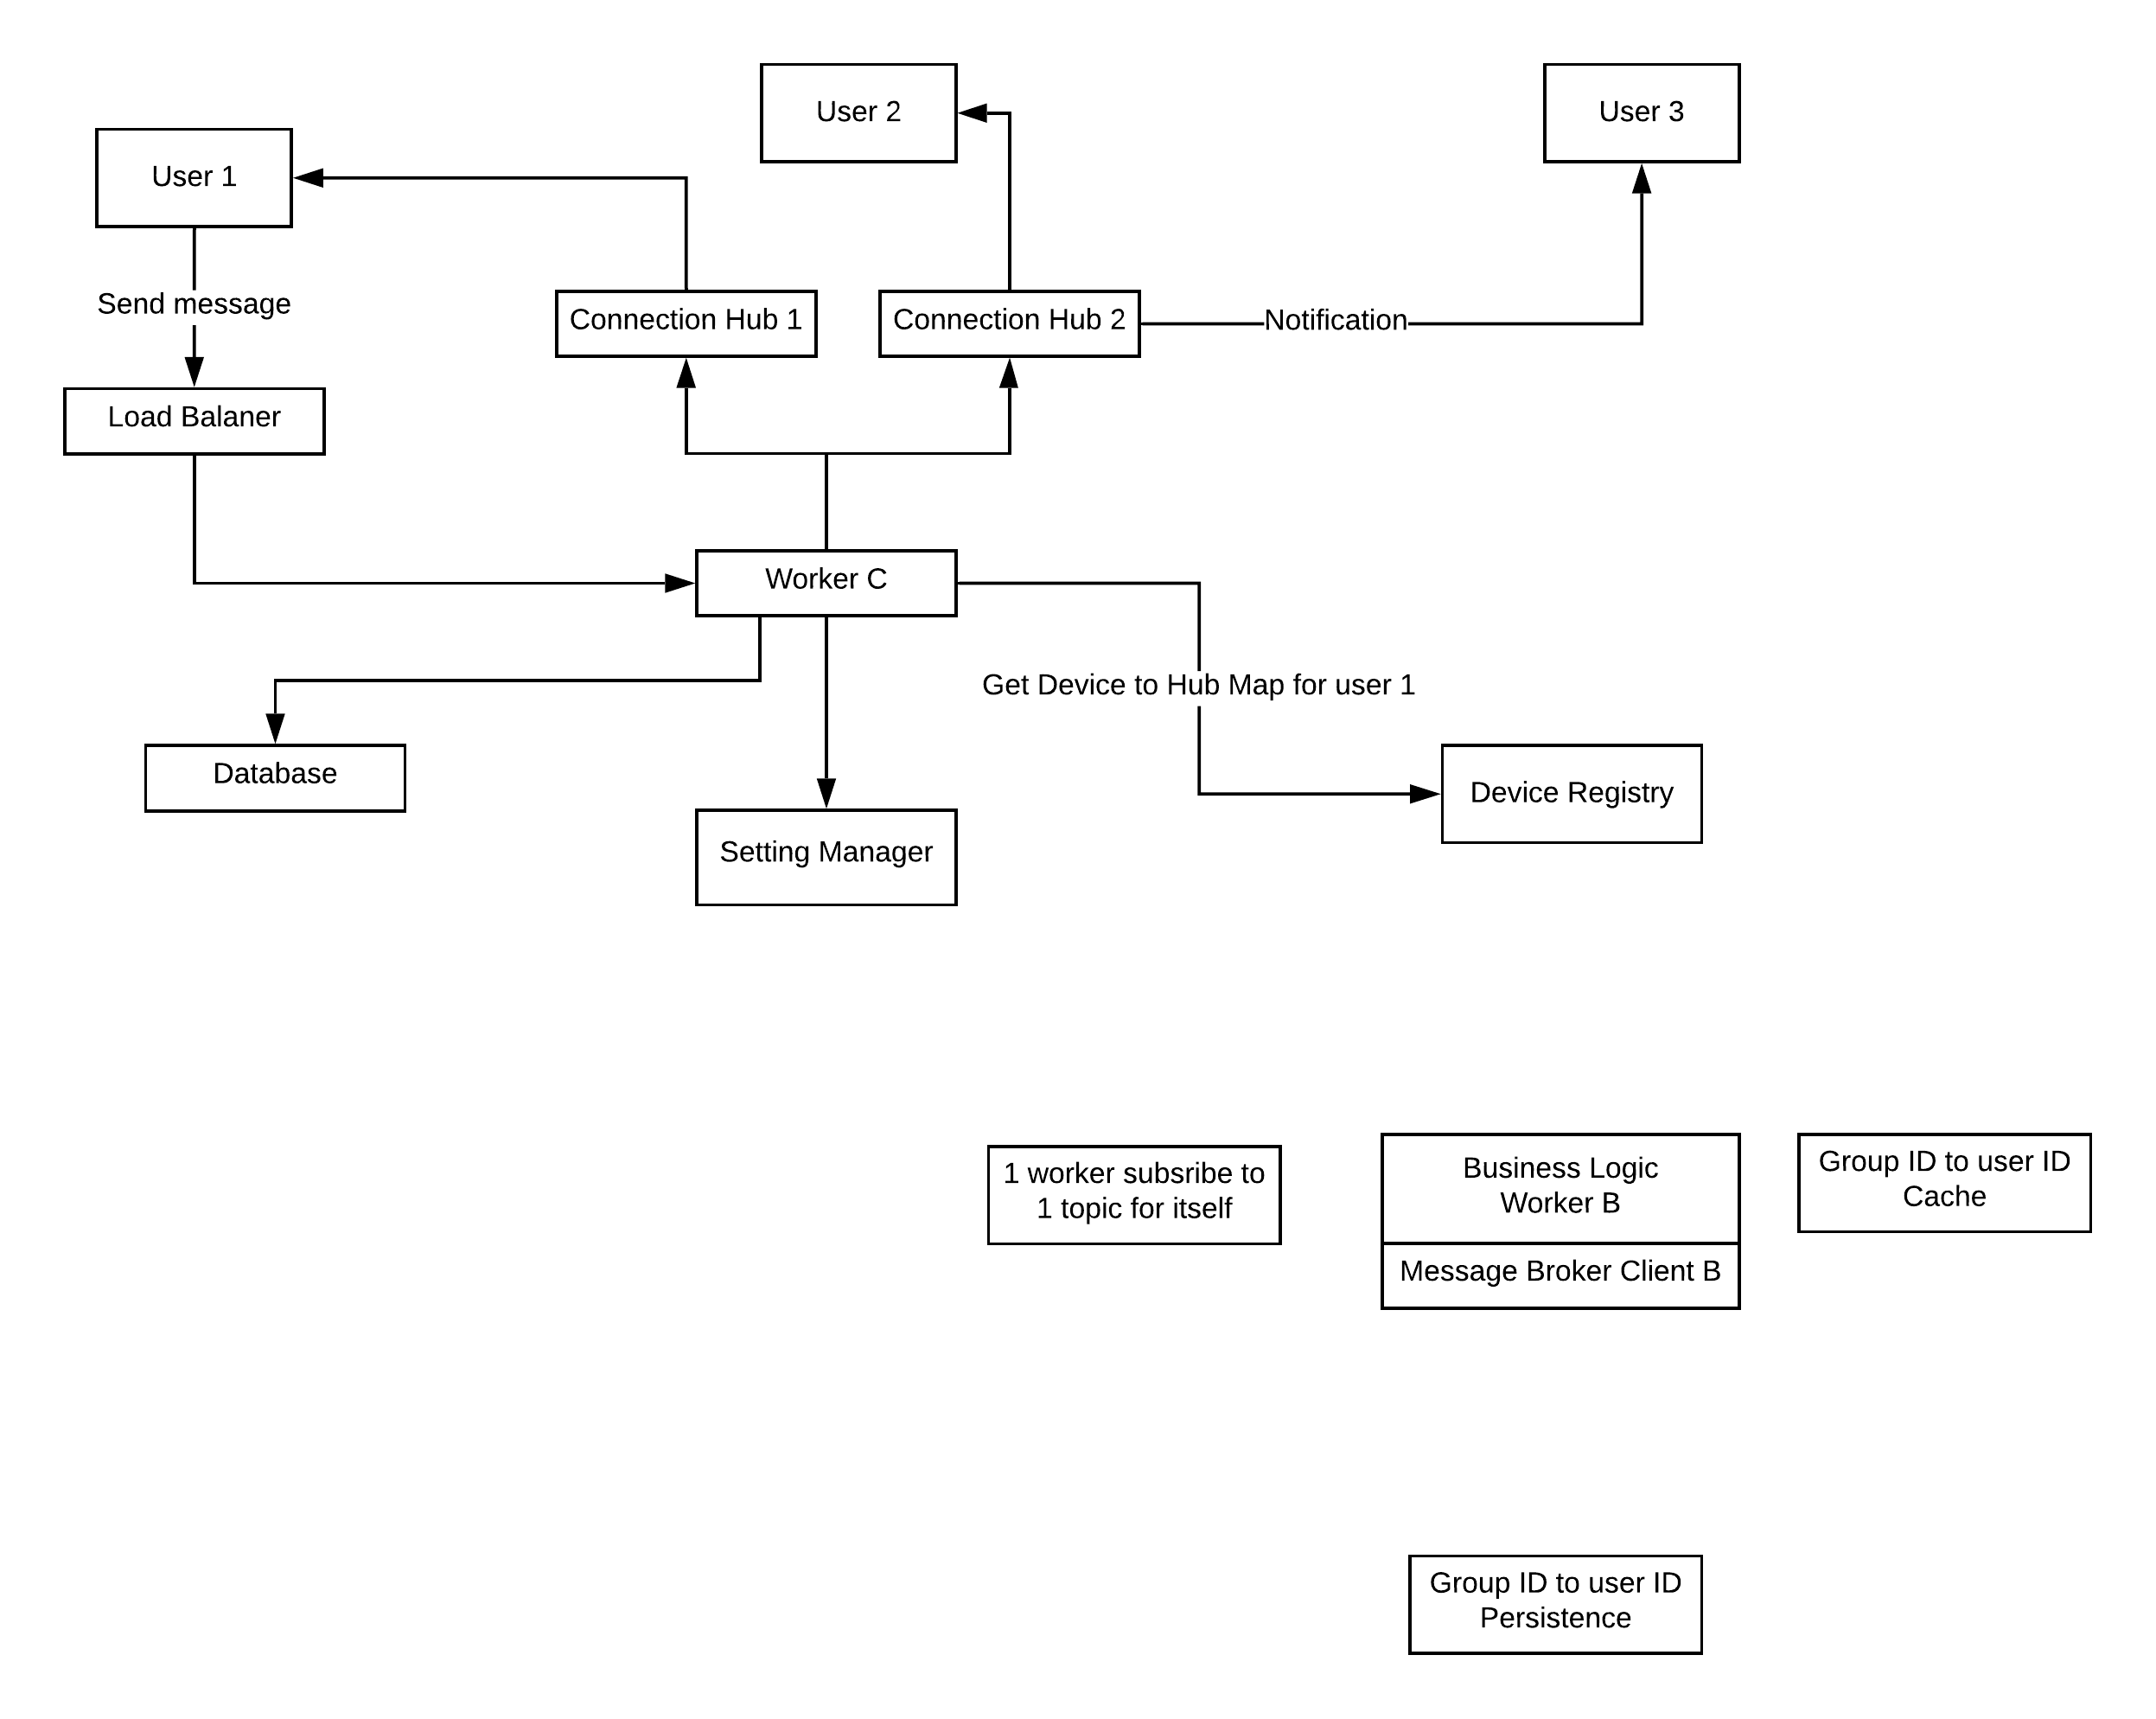 User 2
User 3
User 1
Send message
Connection Hub 1
Connection Hub 2
Notification
Load Balaner
Worker C
Get Device to Hub Map for user 1
Database
Device Registry
Setting Manager
1 worker subsribe to
1 topic for itself
Business Logic
Worker B
Message Broker Client B
Group ID to user ID
Cache
Group ID to user ID
Persistence